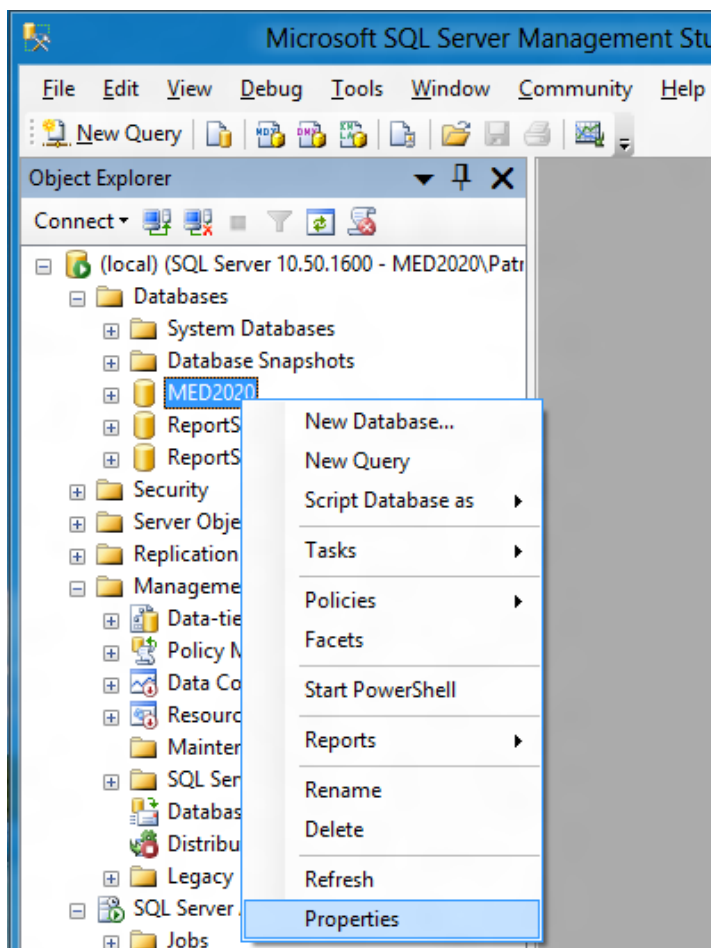 Microsoft SQL Server Management Stu
File Edit View Debug Tools Window Community Help
New Query
Object Explorer
Connect
(local) (SQL Server 10.50.1600 - MED2020\Patr
Databases
System Databases
Database Snapshots
MED2020
ReportS
New Database...
ReportS
New Query
Security
Script Database as
Server Obje
Replication
Tasks
Manageme
Policies
Data-tie
Facets
Policy M
Data Co
Start PowerShell
Resourc
Reports
Mainter
SQL Ser
Rename
Databas
Delete
Distribu
Legacy
Refresh
SQL Server
Properties
Jobs